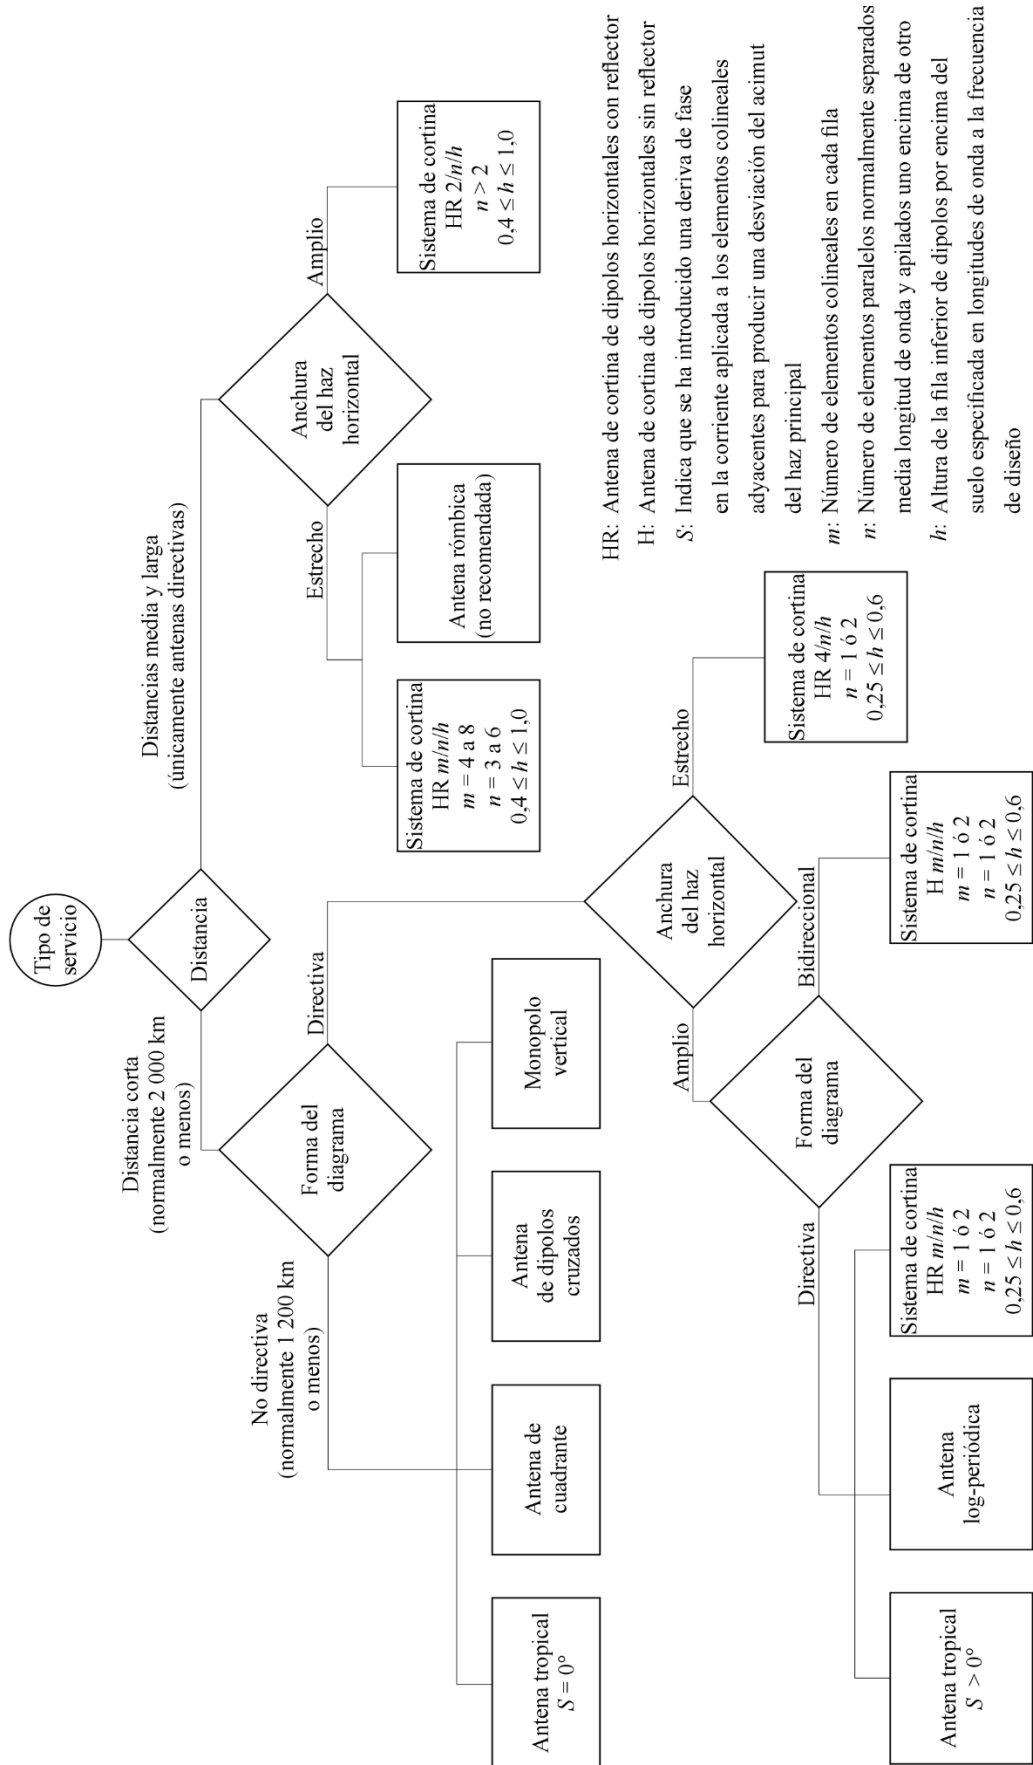 Tipo de
servicio
Distancia
Distancia corta
(normalmente 2 000 km
o menos)
Distancias media y larga
(únicamente antenas directivas)
Forma del
diagrama
Anchura
del haz
horizontal
No directiva
(normalmente 1 200 km
o menos)
Directiva
Estrecho
Amplio
Sistema de cortina
HR m/n/h
m = 4 a 8
n = 3 a 6
0,4 ≤ h ≤ 1,0
Antena rómbica
(no recomendada)
Sistema de cortina
HR 2/n/h
n > 2
0,4 ≤ h ≤ 1,0
Antena tropical
S = 0º
Antena de
cuadrante
Antena
de dipolos
cruzados
Monopolo
vertical
Anchura
del haz
horizontal
Amplio
Estrecho
Forma del
diagrama
Sistema de cortina
HR 4/n/h
n = 1 ó 2
0,25 ≤ h ≤ 0,6
Directiva
Bidireccional
Antena tropical
S > 0º
Antena
log-periódica
Sistema de cortina
HR m/n/h
m = 1 ó 2
n = 1 ó 2
0,25 ≤ h ≤ 0,6
Sistema de cortina
H m/n/h
m = 1 ó 2
n = 1 ó 2
0,25 ≤ h ≤ 0,6
HR: Antena de cortina de dipolos horizontales con reflector
H: Antena de cortina de dipolos horizontales sin reflector
S: Indica que se ha introducido una deriva de fase
en la corriente aplicada a los elementos colineales
adyacentes para producir una desviación del acimut
del haz principal
m: Número de elementos colineales en cada fila
n: Número de elementos paralelos normalmente separados
media longitud de onda y apilados uno encima de otro
h: Altura de la fila inferior de dipolos por encima del
suelo especificada en longitudes de onda a la frecuencia
de diseño